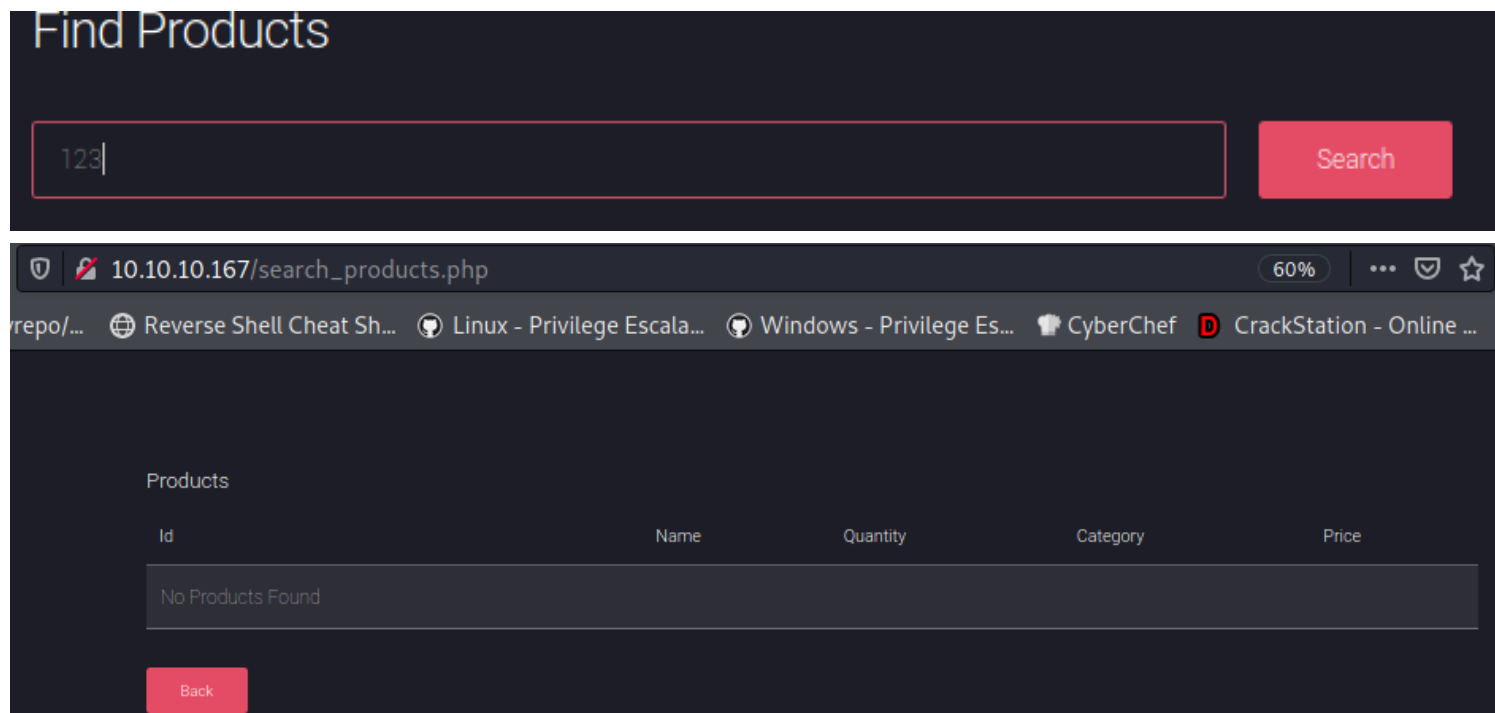 Find Products
123
Search
10.10.10.167/search_products.php
60%
repo/... Reverse Shell Cheat Sh... Linux - Privilege Escala... Windows - Privilege Es... CyberChef CrackStation - Online ...
Products
Id Name Quantity Category Price
No Products Found
Back